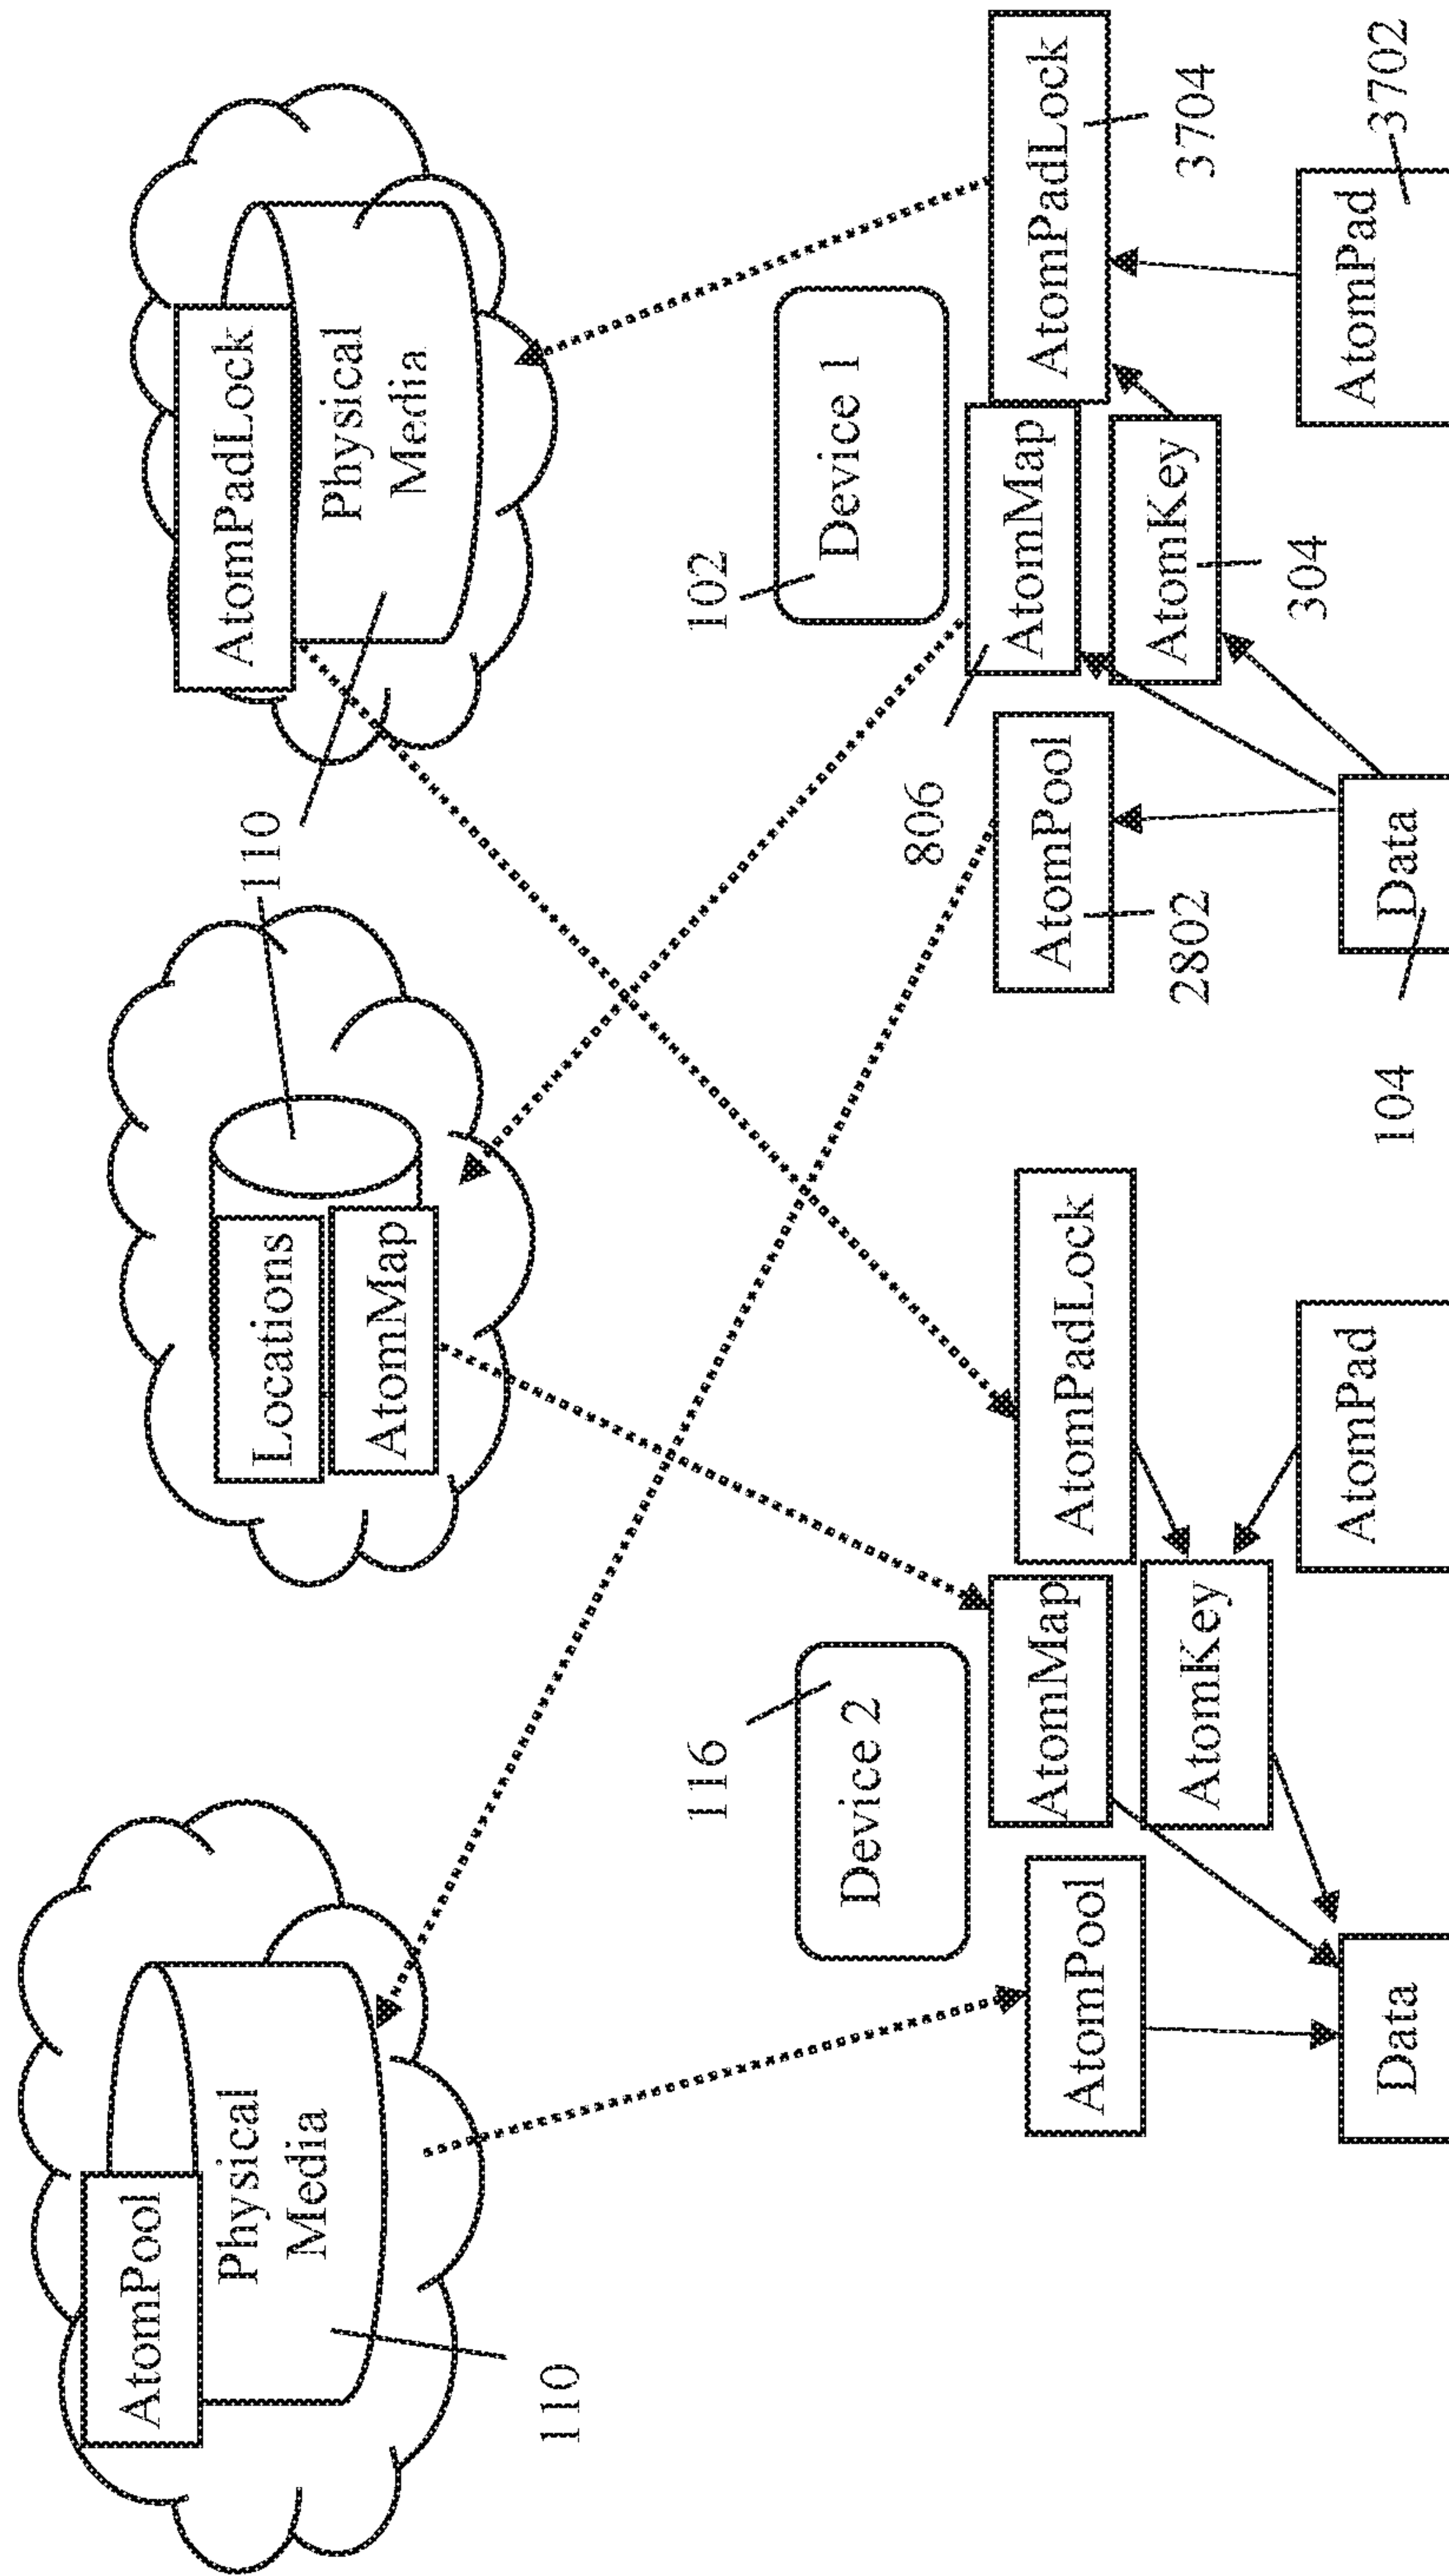 AtomPool
Physical
Media
110
Locations
AtomMap
110
AtomPadLock
Physical
Media
116
Device 2
AtomPool
AtomMap
AtomPadLock
AtomKey
AtomPad
Data
102
Device 1
806
AtomPool
AtomMap
AtomPadLock
2802
AtomKey
3704
304
AtomPad
3702
Data
104